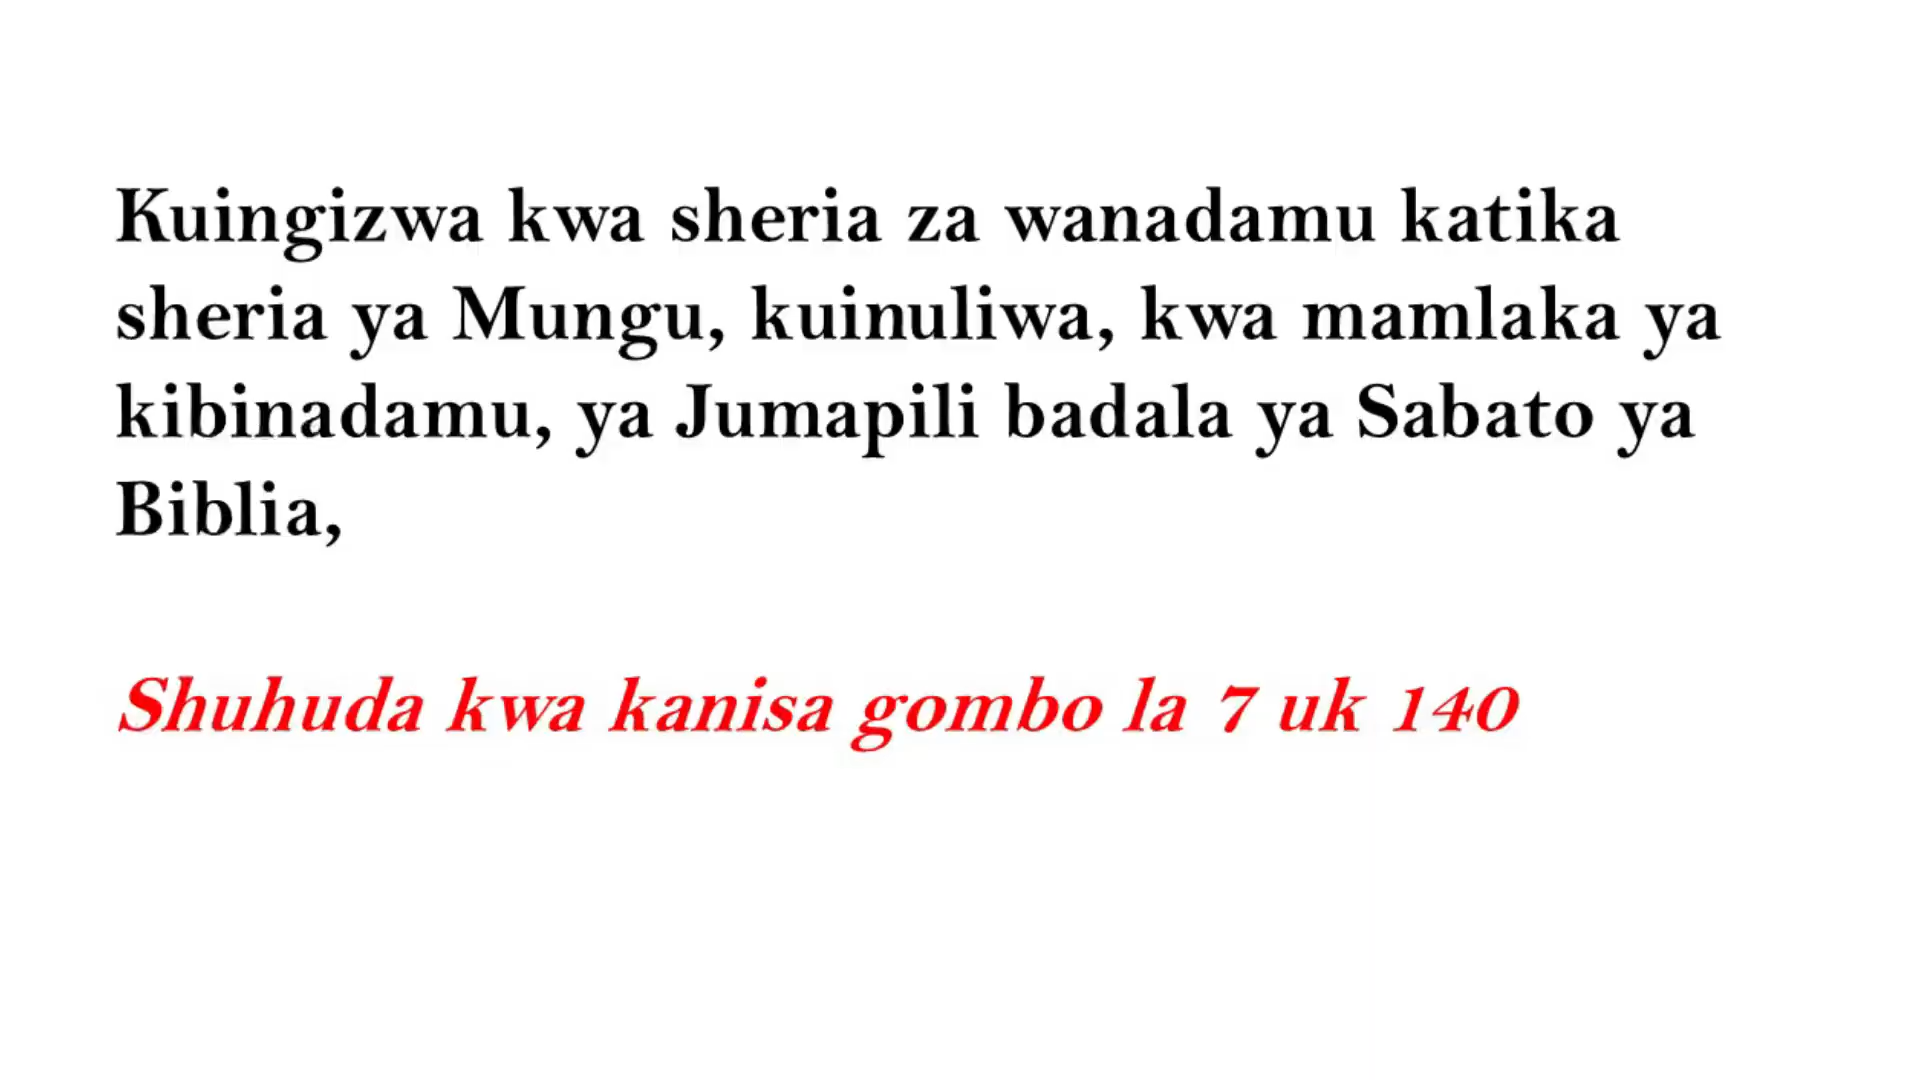 Kuingizwa kwa sheria za wanadamu katika
sheria ya Mungu, kuinuliwa, kwa mamlaka ya
kibinadamu, ya Jumapili badala ya Sabato ya
Biblia,
Shuhuda kwa kanisa gombo la 7 uk 140